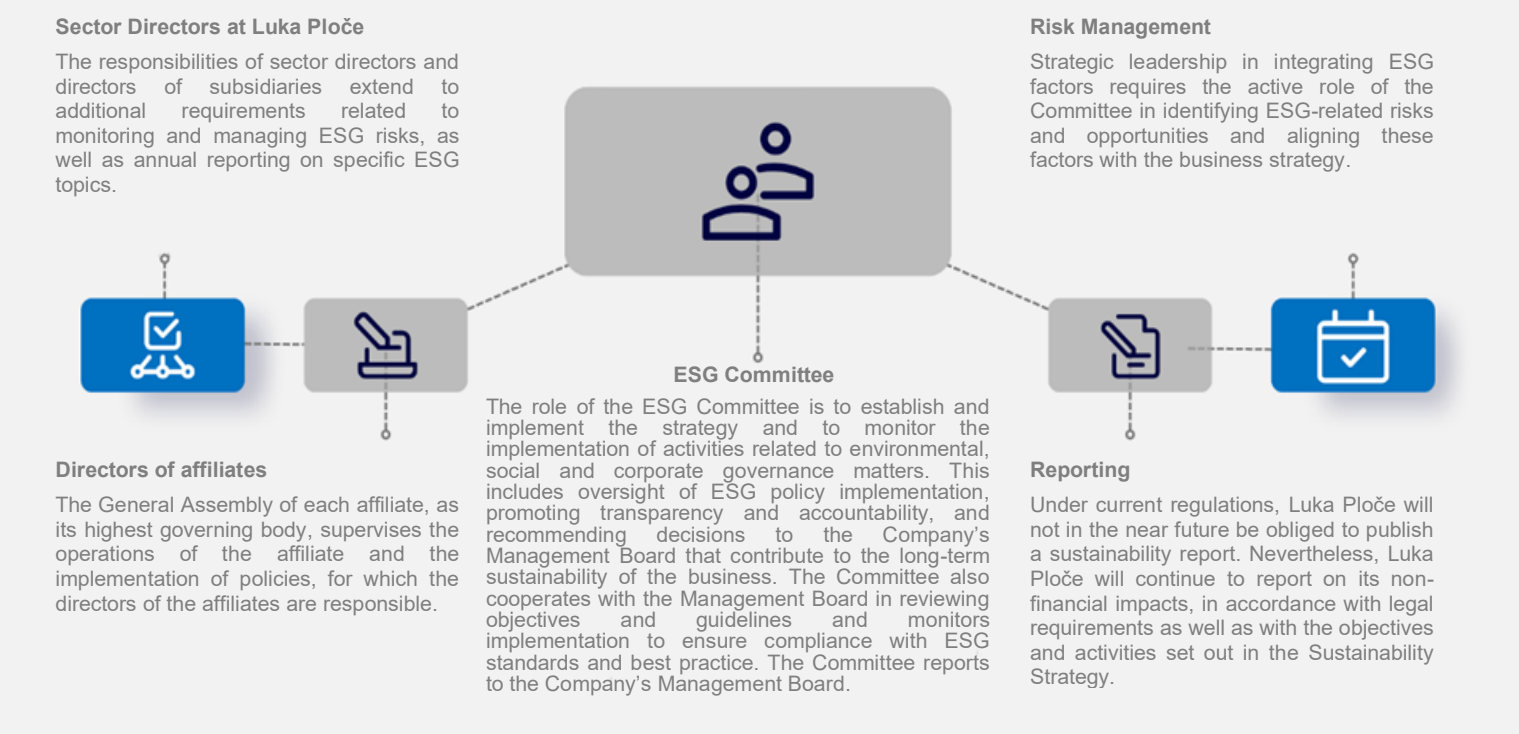 Sector Directors at Luka Ploče
The responsibilities of sector directors and
directors of subsidiaries extend to
additional requirements related to
monitoring and managing ESG risks, as
well as annual reporting on specific ESG
topics.
Directors of affiliates
The General Assembly of each affiliate, as
its highest governing body, supervises the
operations of the affiliate and the
implementation of policies, for which the
directors of the affiliates are responsible.
ESG Committee
The role of the ESG Committee is to establish and
implement the strategy and to monitor the
implementation of activities related to environmental,
social and corporate governance matters. This
includes oversight of ESG policy implementation,
promoting transparency and accountability, and
recommending decisions to the Company’s
Management Board that contribute to the long-term
sustainability of the business. The Committee also
cooperates with the Management Board in reviewing
objectives and guidelines and monitors
implementation to ensure compliance with ESG
standards and best practice. The Committee reports
to the Company’s Management Board.
Risk Management
Strategic leadership in integrating ESG
factors requires the active role of the
Committee in identifying ESG-related risks
and opportunities and aligning these
factors with the business strategy.
Reporting
Under current regulations, Luka Ploče will
not in the near future be obliged to publish
a sustainability report. Nevertheless, Luka
Ploče will continue to report on its non-
financial impacts, in accordance with legal
requirements as well as with the objectives
and activities set out in the Sustainability
Strategy.